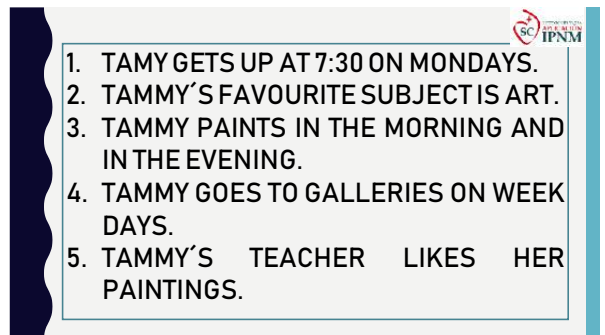 SC
IPNM
1. TAMY GETS UP AT 7:30 ON MONDAYS.
2. TAMMY´S FAVOURITE SUBJECT IS ART.
3. TAMMY PAINTS IN THE MORNING AND
IN THE EVENING.
4. TAMMY GOES TO GALLERIES ON WEEK
DAYS.
5. TAMMY´S TEACHER LIKES HER
PAINTINGS.